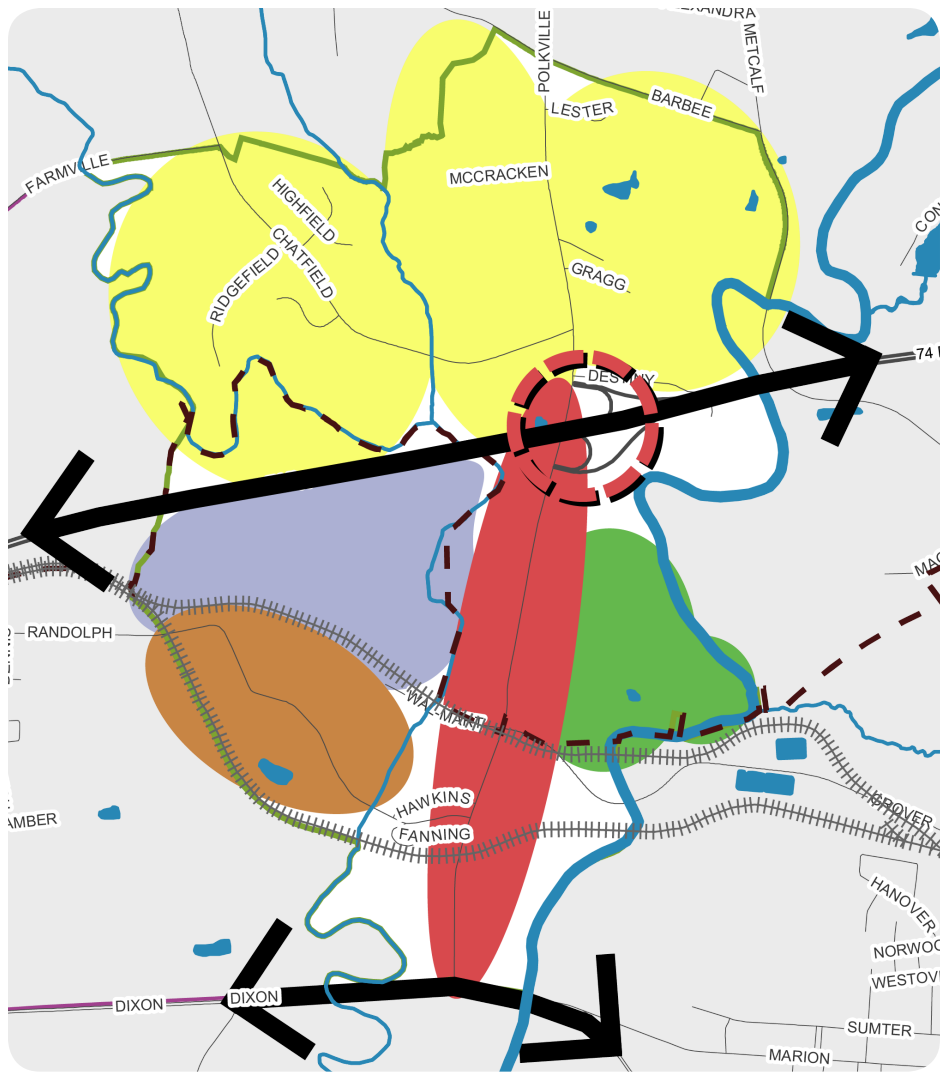 POLKVILLE
METCALF
LESTER
BARBEE
FARMVILLE
MCCRACKEN
HIGHFIELD
CHATFIELD
RIDGEFIELD
GRAGG
74
DESTINY
RANDOLPH
WAL-MART
HAWKINS
FANNING
GROVER
HANOVER
SUMTER
MARION
DIXON
DIXON